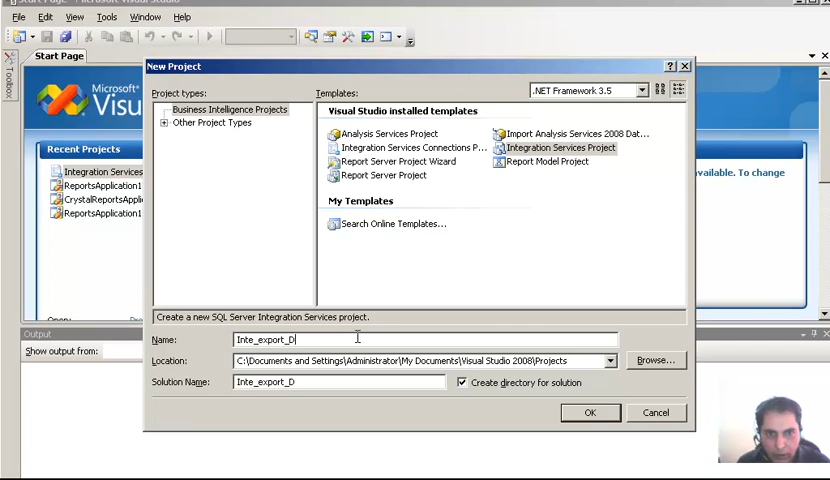 Start Page - Microsoft Visual Studio
File Edit View Tools Window Help
Start Page
Toolbox
Microsoft
Visu
Recent Projects
Integration Services
ReportsApplication1
CrystalReportsAppli
ReportsApplication1
available. To change
New Project
Project types:
Templates:
.NET Framework 3.5
Business Intelligence Projects
Other Project Types
Visual Studio installed templates
Analysis Services Project
Import Analysis Services 2008 Dat...
Integration Services Connections P...
Integration Services Project
Report Server Project Wizard
Report Model Project
Report Server Project
My Templates
Search Online Templates...
Create a new SQL Server Integration Services project.
Name:
Inte_export_D
Location:
C:\Documents and Settings\Administrator\My Documents\Visual Studio 2008\Projects
Browse...
Solution Name:
Inte_export_D
Create directory for solution
OK
Cancel
Output
Show output from: